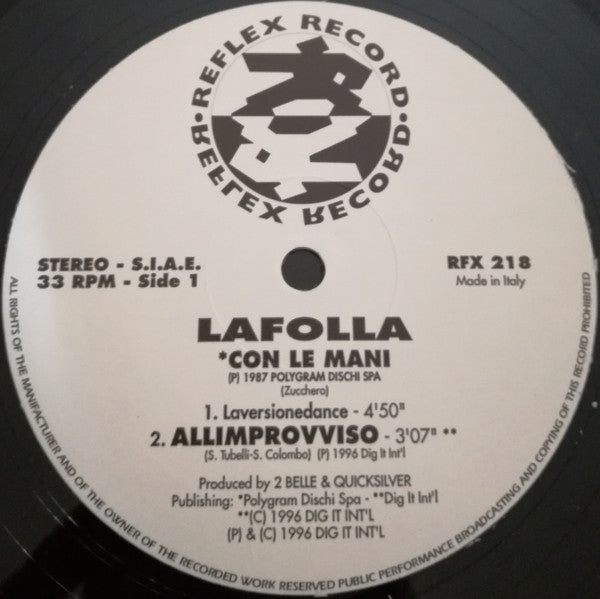 · REFLEX RECORD ·
REFLEX RECORD
STEREO - S.I.A.E.
33 RPM - Side 1
RFX 218
Made in Italy
LAFOLLA
*CON LE MANI
(P) 1987 POLYGRAM DISCHI SPA
(Zucchero)
1. Laversionedance - 4'50"
2. ALLIMPROVVISO - 3'07" **
(S. Tubelli-S. Colombo) (P) 1996 Dig It Int'l
Produced by 2 BELLE & QUICKSILVER
Publishing: *Polygram Dischi Spa - **Dig It Int'l
**(C) 1996 DIG IT INT'L
(P) & (C) 1996 DIG IT INT'L
ALL RIGHTS OF THE MANUFACTURER AND OF THE OWNER OF THE RECORDED WORK RESERVED PUBLIC PERFORMANCE BROADCASTING AND COPYING OF THIS RECORD PROHIBITED